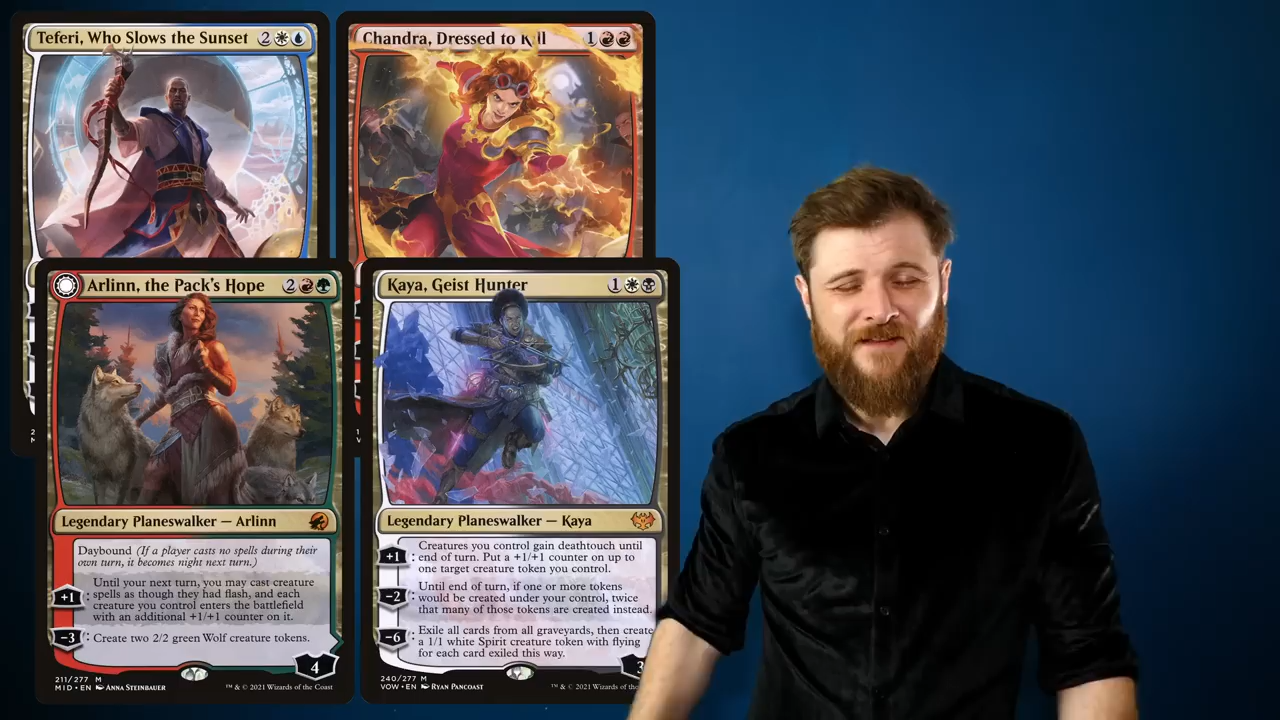 Teferi, Who Slows the Sunset 2
Chandra, Dressed to Kill 1
Arlinn, the Pack's Hope 2
Kaya, Geist Hunter 1
Legendary Planeswalker — Arlinn
Legendary Planeswalker — Kaya
Daybound (If a player casts no spells during their
own turn, it becomes night next turn.)
+1: Until your next turn, you may cast creature
spells as though they had flash, and each
creature you control enters the battlefield
with an additional +1/+1 counter on it.
−3: Create two 2/2 green Wolf creature tokens.
4
211/277 M
MID • EN Anna Steinbauer
™ & © 2021 Wizards of the Coast
+1: Creatures you control gain deathtouch until
end of turn. Put a +1/+1 counter on up to
one target creature token you control.
−2: Until end of turn, if one or more tokens
would be created under your control, twice
that many of those tokens are created instead.
−6: Exile all cards from all graveyards, then create
a 1/1 white Spirit creature token with flying
for each card exiled this way.
3
240/277 M
VOW • EN Ryan Pancoast
™ & © 2021 Wizards of the